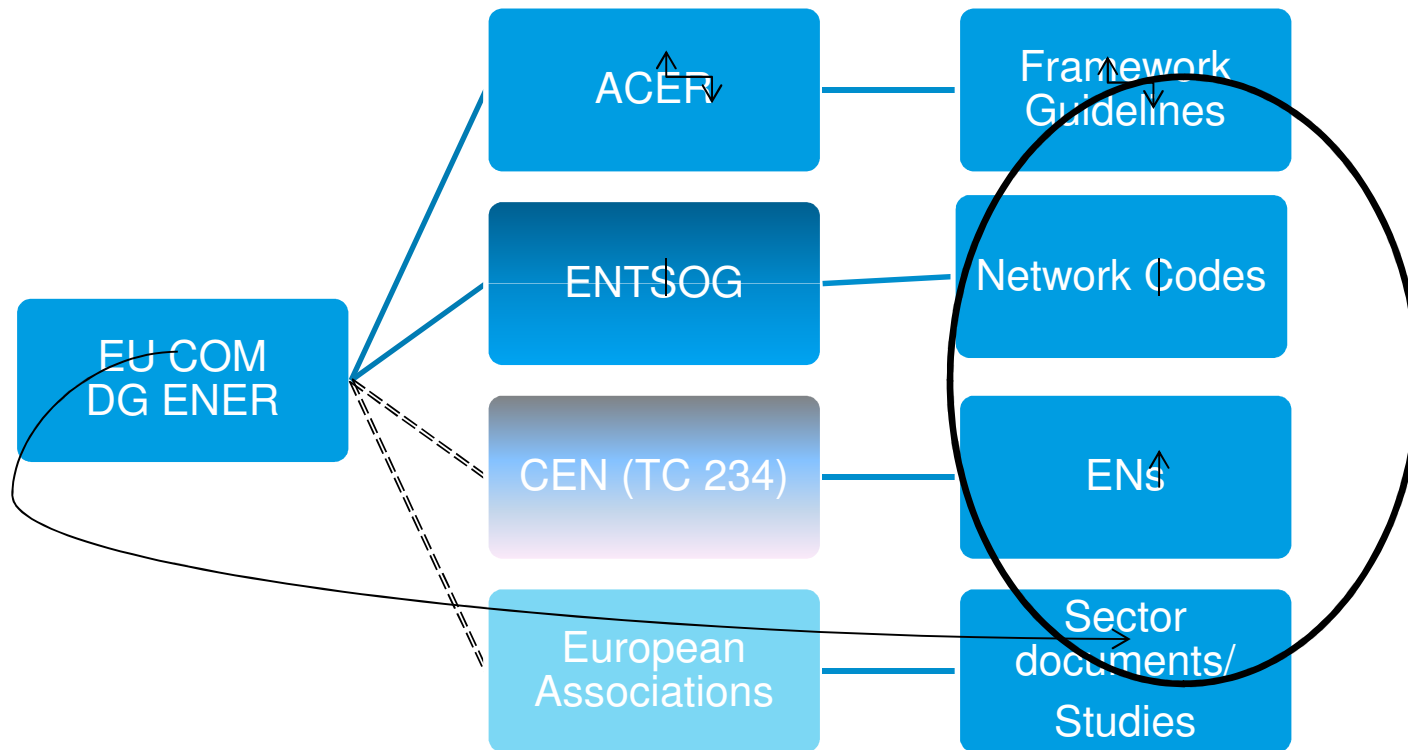 ACER
Framework
Guidelines
ENTSOG
Network Codes
EU COM
DG ENER
CEN (TC 234)
ENs
European
Associations
Sector
documents/
Studies